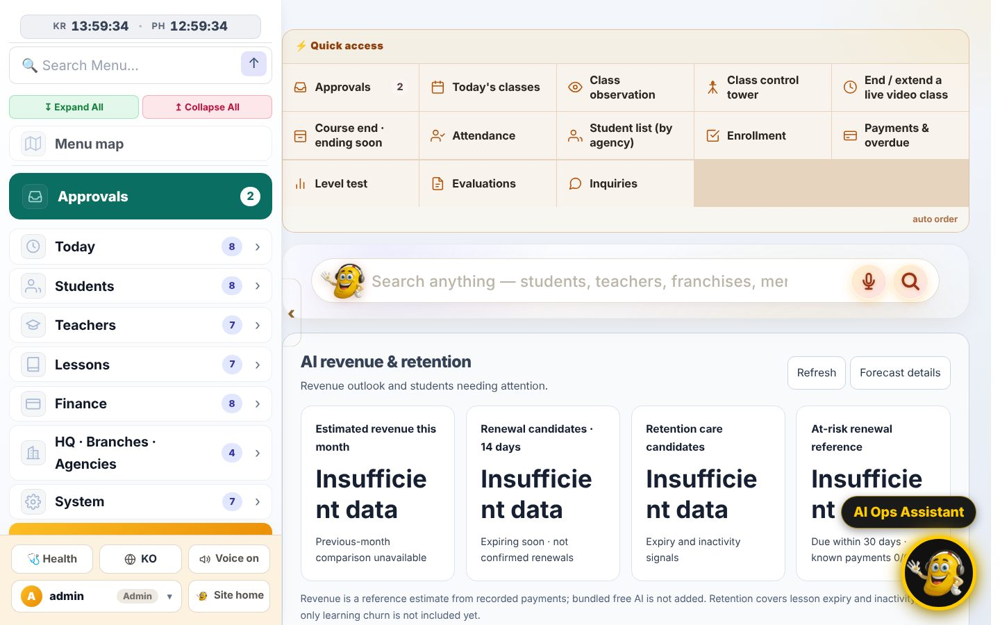 KR 13:59:34 • PH 12:59:34
Search Menu...
↧ Expand All
↥ Collapse All
Menu map
Approvals 2
Today 8
Students 8
Teachers 7
Lessons 7
Finance 8
HQ · Branches ·
Agencies 4
System 7
Health
KO
Voice on
A admin Admin
Site home
⚡ Quick access
Approvals 2
Today's classes
Class
observation
Class control
tower
End / extend a
live video class
Course end ·
ending soon
Attendance
Student list (by
agency)
Enrollment
Payments &
overdue
Level test
Evaluations
Inquiries
auto order
Search anything — students, teachers, franchises,
AI revenue & retention
Revenue outlook and students needing attention.
Refresh
Forecast details
Estimated revenue this
month
Insufficie
nt data
Previous-month
comparison unavailable
Renewal candidates ·
14 days
Insufficie
nt data
Expiring soon · not
confirmed renewals
Retention care
candidates
Insufficie
nt data
Expiry and inactivity
signals
At-risk renewal
reference
Insufficie
nt
Due within 30 days ·
known payments
AI Ops Assistant
Revenue is a reference estimate from recorded payments; bundled free AI is not added. Retention covers lesson expiry and
only learning churn is not included yet.